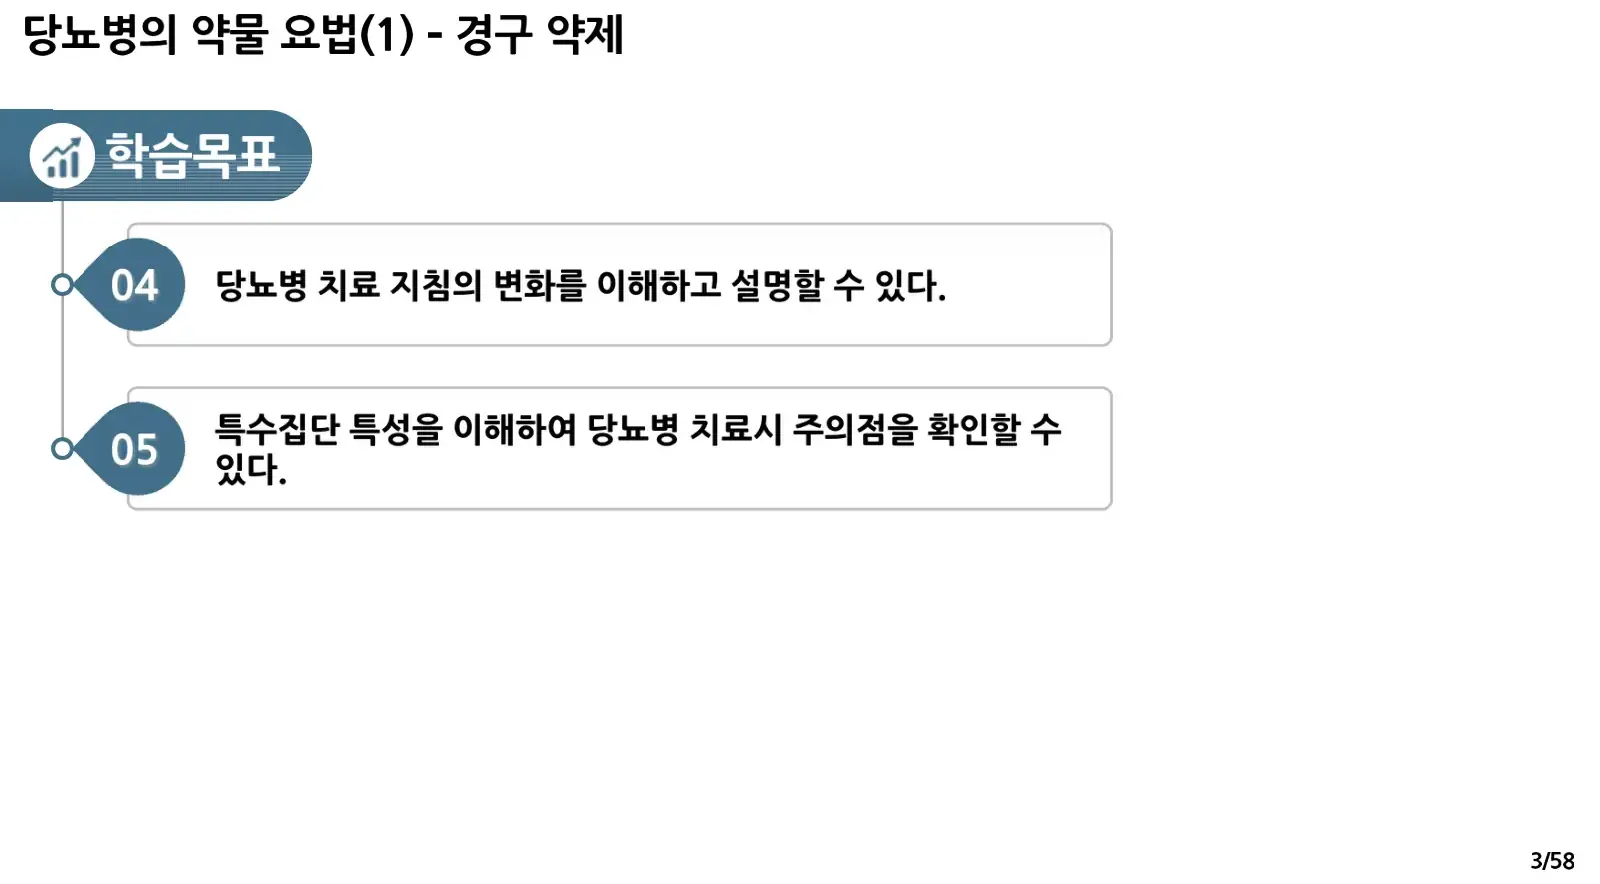 당뇨병의 약물 요법(1) - 경구 약제
학습목표
04
당뇨병 치료 지침의 변화를 이해하고 설명할 수 있다.
05
특수집단 특성을 이해하여 당뇨병 치료시 주의점을 확인할 수
있다.
3/58